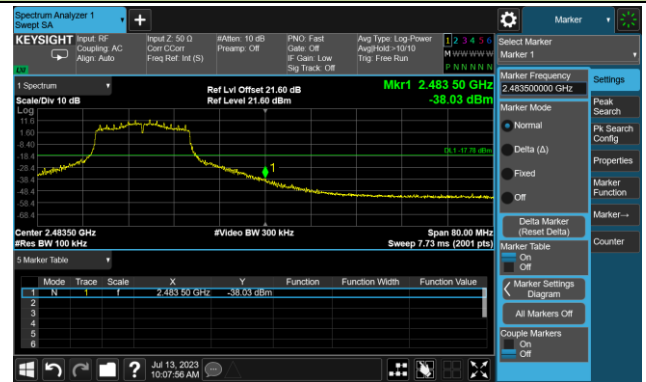 Spectrum Analyzer 1
Swept SA
Marker
KEYSIGHT
Input: RF
Coupling: AC
Align: Auto
Input Z: 50 Ω
Corr CCorr
Freq Ref: Int (S)
#Atten: 10 dB
Preamp: Off
PNO: Fast
Gate: Off
IF Gain: Low
Sig Track: Off
Avg Type: Log-Power
Avg|Hold:>10/10
Trig: Free Run
1 2 3 4 5 6
M W W W W W
P N N N N N
LXI
1 Spectrum
Scale/Div 10 dB
Log
Ref Lvl Offset 21.60 dB
Ref Level 21.60 dBm
Mkr1 2.483 50 GHz
-38.03 dBm
11.6
1.60
-8.40
-18.4
-28.4
-38.4
-48.4
-58.4
-68.4
DL1 -17.78 dBm
1
Center 2.48350 GHz
#Res BW 100 kHz
#Video BW 300 kHz
Span 80.00 MHz
Sweep 7.73 ms (2001 pts)
5 Marker Table
Mode Trace Scale X Y Function Function Width Function Value
1 N 1 f 2.483 50 GHz -38.03 dBm
2
3
4
5
6
Select Marker
Marker 1
Marker Frequency
2.483500000 GHz
Marker Mode
Normal
Delta (Δ)
Fixed
Off
Delta Marker
(Reset Delta)
Marker Table
On
Off
Marker Settings
Diagram
All Markers Off
Couple Markers
On
Off
Settings
Peak
Search
Pk Search
Config
Properties
Marker
Function
Marker→
Counter
?
Jul 13, 2023
10:07:56 AM